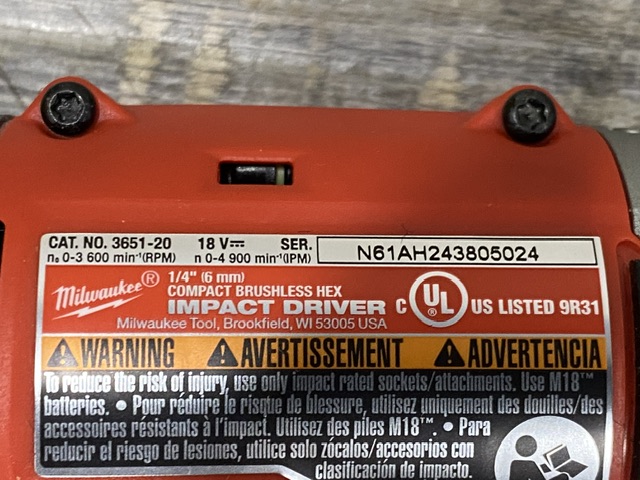 CAT. NO. 3651-20 18 V⎓ SER. N61AH243805024
n₀ 0-3 600 min⁻¹(RPM) n 0-4 900 min⁻¹(IPM)
Milwaukee® 1/4" (6 mm)
COMPACT BRUSHLESS HEX
IMPACT DRIVER C UL® US LISTED 9R31
Milwaukee Tool, Brookfield, WI 53005 USA
WARNING AVERTISSEMENT ADVERTENCIA
To reduce the risk of injury, use only impact rated sockets/attachments. Use M18™
batteries. • Pour réduire le risque de blessure, utilisez uniquement des douilles/des
accessoires résistants à l'impact. Utilisez des piles M18™. • Para
reducir el riesgo de lesiones, utilice solo zócalos/accesorios con
clasificación de impacto.